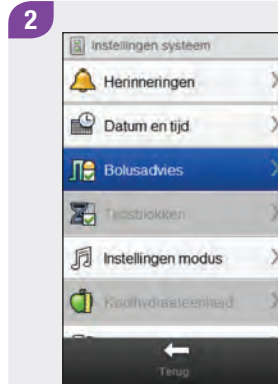 2
Instellingen systeem
Herinneringen
Datum en tijd
Bolusadvies
Tijdsblokken
Instellingen modus
Koolhydraateenheid
Terug